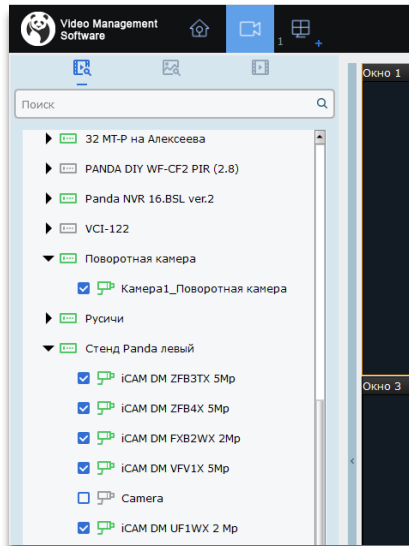 Video Management
Software
1
+
Окно 1
Поиск
32 MT-P на Алексеева
PANDA DIY WF-CF2 PIR (2.8)
Panda NVR 16.BSL ver.2
VCI-122
Поворотная камера
Камера1_Поворотная камера
Русичи
Стенд Panda левый
iCAM DM ZFB3TX 5Mp
iCAM DM ZFB4X 5Mp
Окно 3
iCAM DM FXB2WX 2Mp
iCAM DM VFV1X 5Mp
Camera
iCAM DM UF1WX 2 Mp